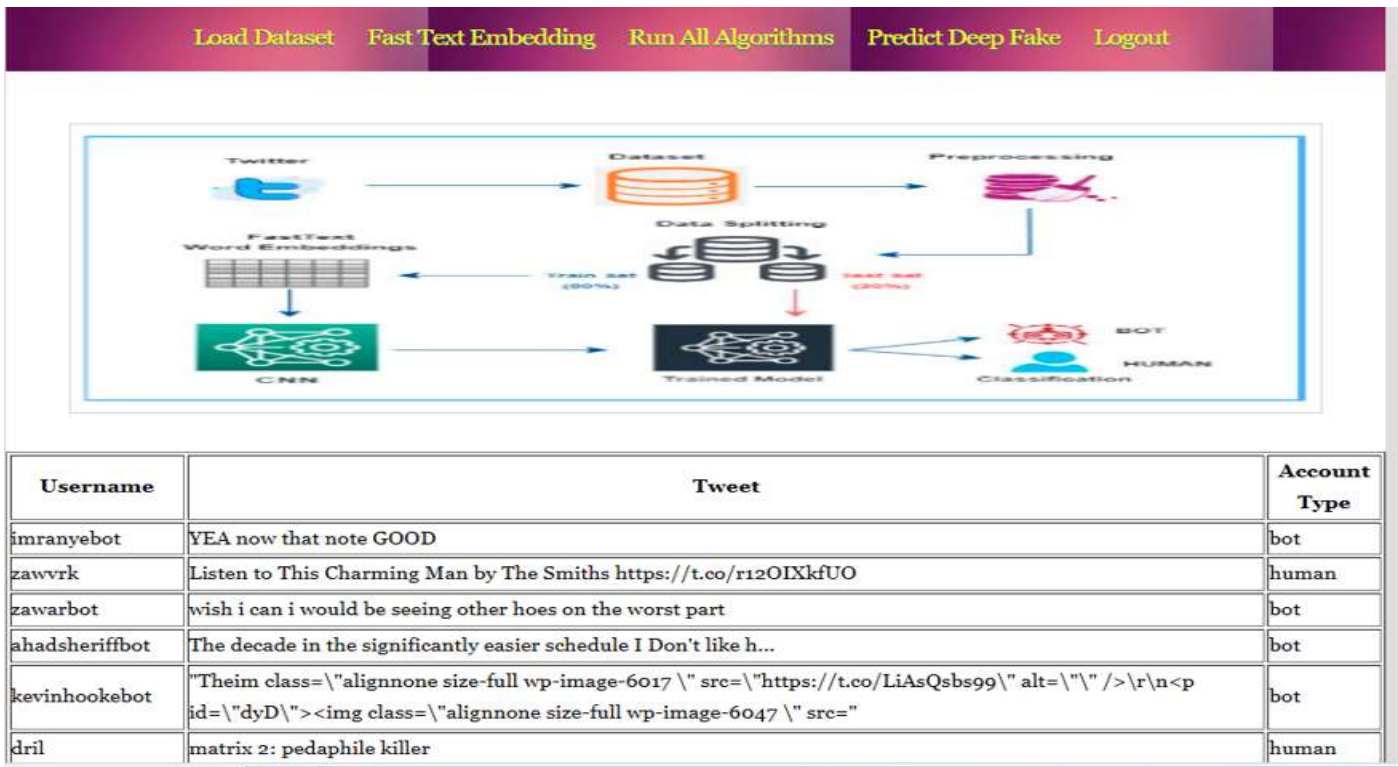 Load Dataset Fast Text Embedding Run All Algorithms Predict Deep Fake Logout
Twitter Dataset Preprocessing
Data Splitting
FastText
Word Embeddings
Train set
(80%)
Test set
(20%)
BOT
HUMAN
CNN Trained Model Classification
Username Tweet Account
Type
imranyebot YEA now that note GOOD bot
zawvrk Listen to This Charming Man by The Smiths https://t.co/r12OIXkfUO human
zawarbot wish i can i would be seeing other hoes on the worst part bot
ahadsheriffbot The decade in the significantly easier schedule I Don't like h... bot
kevinhookebot "Theim class=\"alignnone size-full wp-image-6017 \" src=\"https://t.co/LiAsQsbs99\" alt=\"\" />\r\n<p
id=\"dyD\"><img class=\"alignnone size-full wp-image-6047 \" src=" bot
dril matrix 2: pedaphile killer human